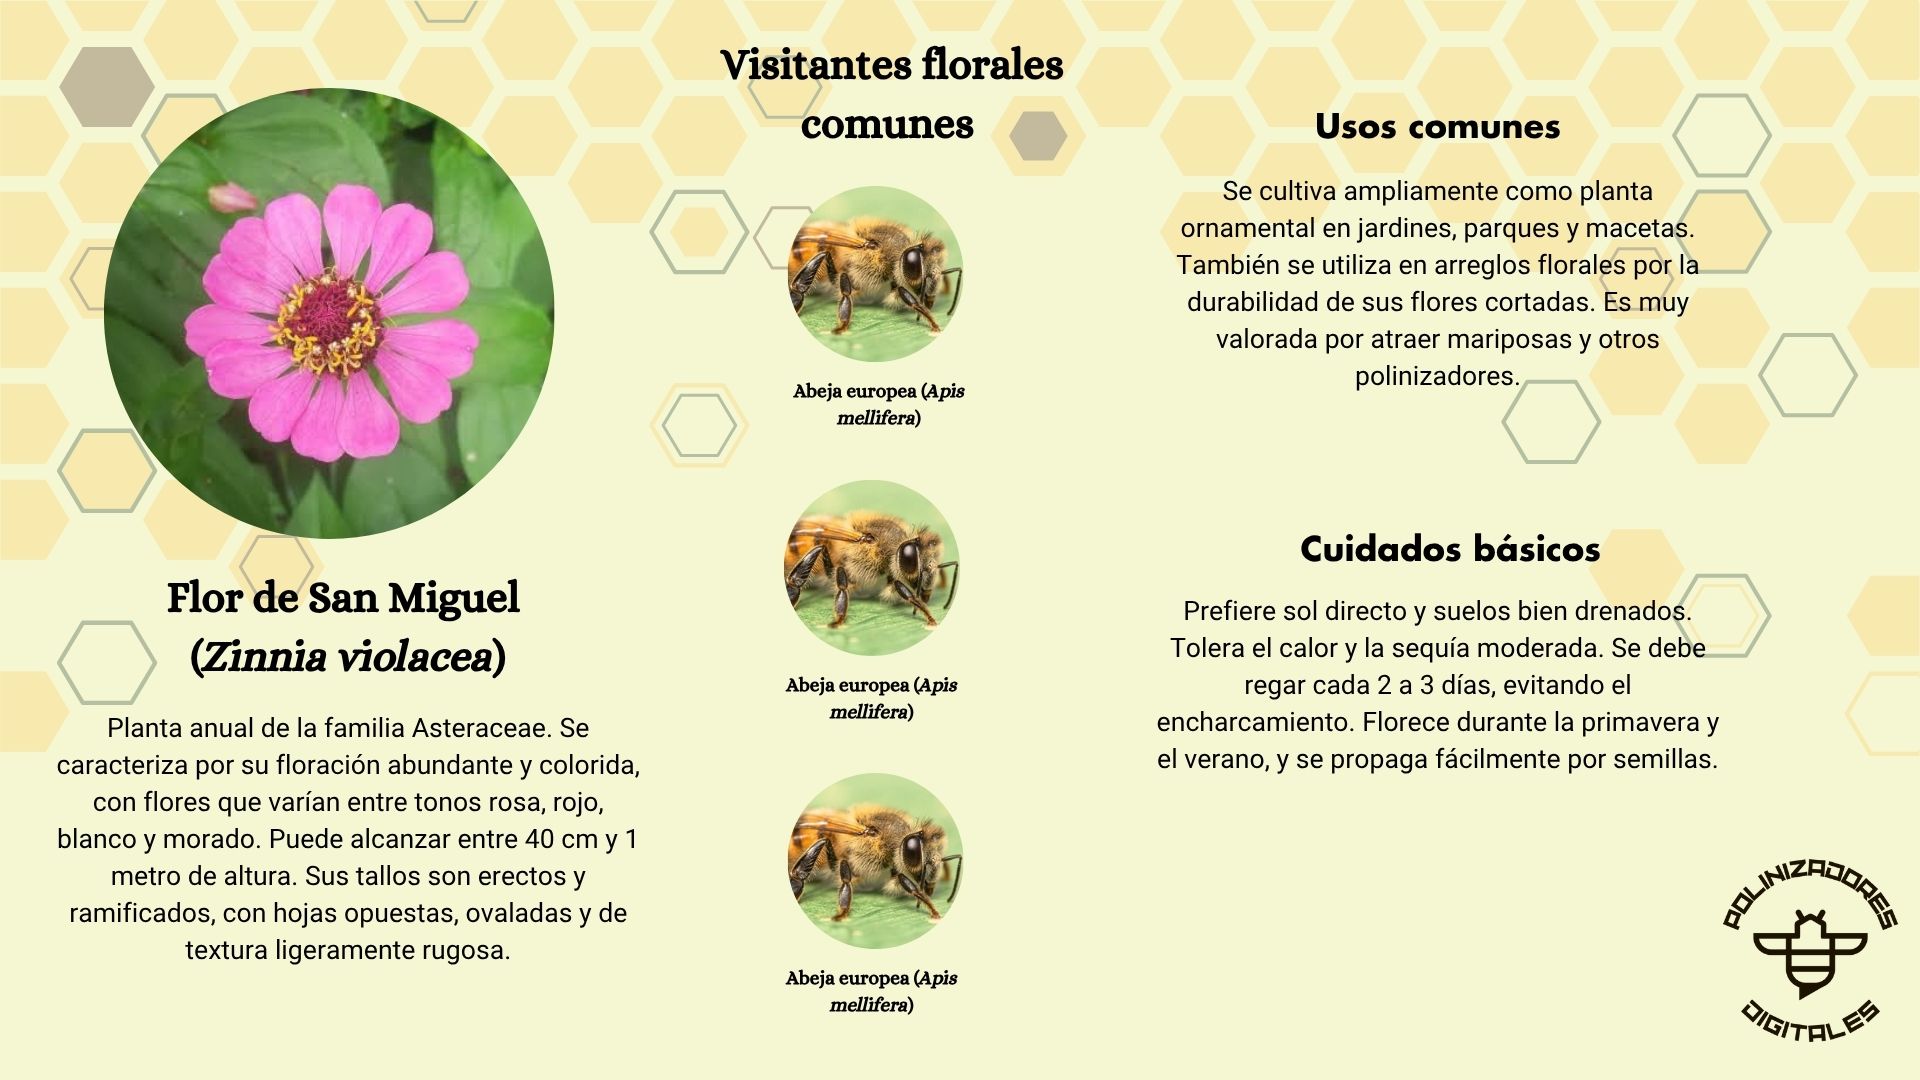 Flor de San Miguel
(Zinnia violacea)
Planta anual de la familia Asteraceae. Se
caracteriza por su floración abundante y colorida,
con flores que varían entre tonos rosa, rojo,
blanco y morado. Puede alcanzar entre 40 cm y 1
metro de altura. Sus tallos son erectos y
ramificados, con hojas opuestas, ovaladas y de
textura ligeramente rugosa.
Visitantes florales
comunes
Abeja europea (Apis
mellifera)
Abeja europea (Apis
mellifera)
Abeja europea (Apis
mellifera)
Usos comunes
Se cultiva ampliamente como planta
ornamental en jardines, parques y macetas.
También se utiliza en arreglos florales por la
durabilidad de sus flores cortadas. Es muy
valorada por atraer mariposas y otros
polinizadores.
Cuidados básicos
Prefiere sol directo y suelos bien drenados.
Tolera el calor y la sequía moderada. Se debe
regar cada 2 a 3 días, evitando el
encharcamiento. Florece durante la primavera y
el verano, y se propaga fácilmente por semillas.
POLINIZADORES
DIGITALES